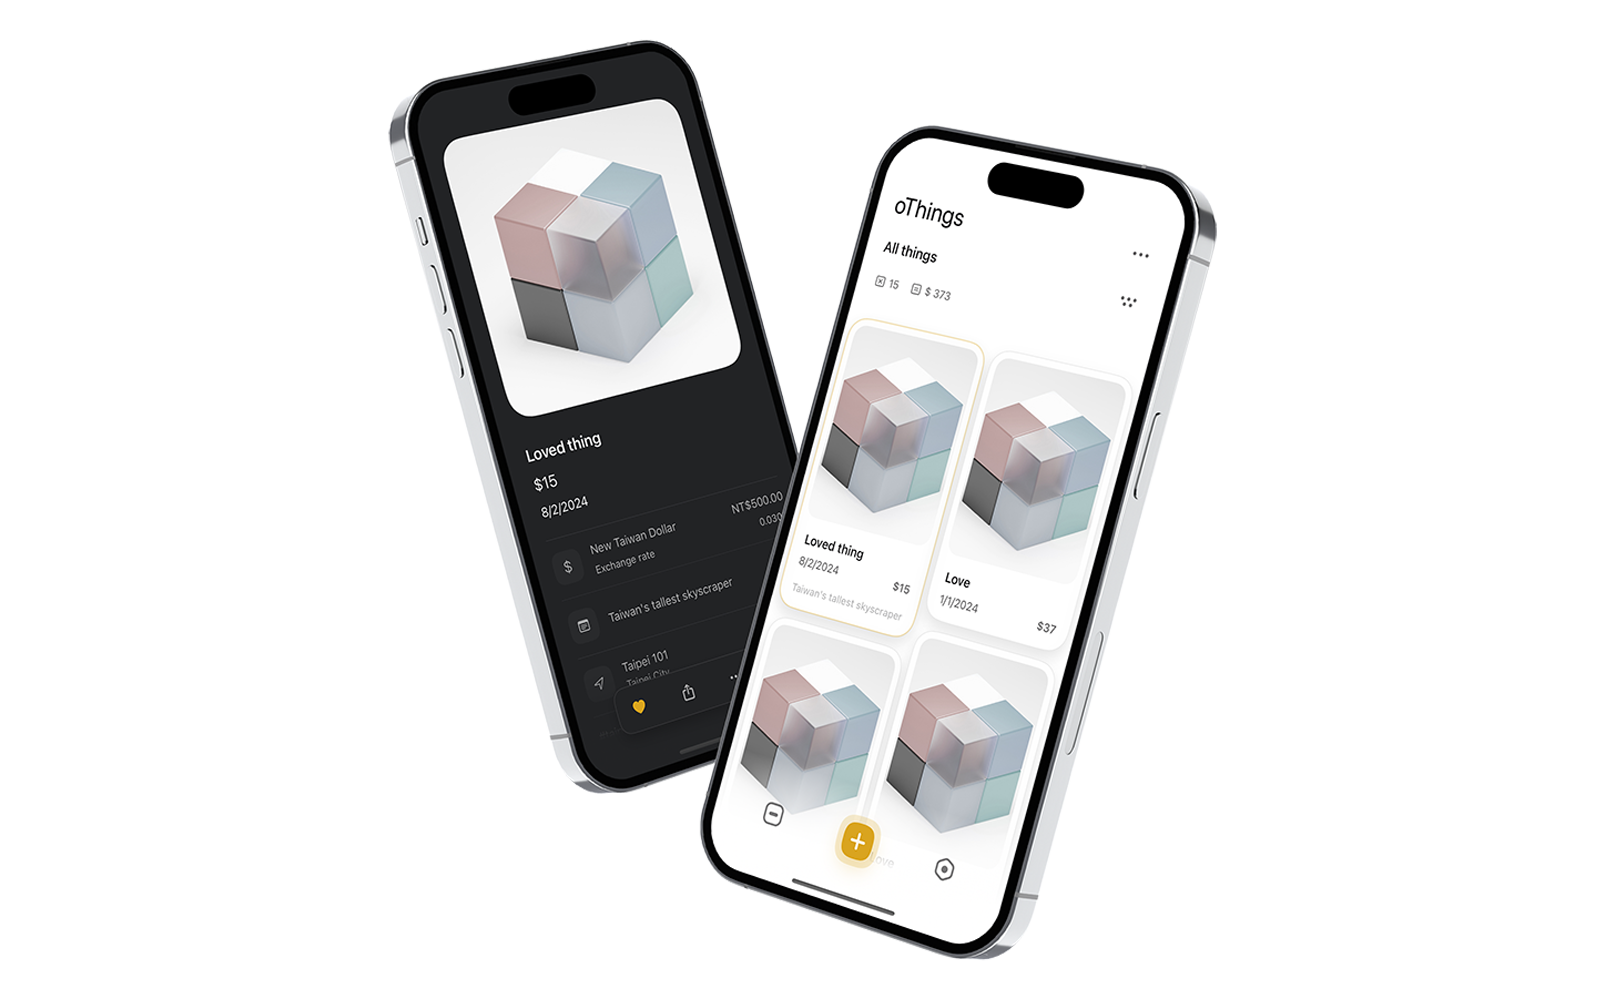 Loved thing
$15
8/2/2024
New Taiwan Dollar
NT$500.00
Exchange rate
0.030
Taiwan's tallest skyscraper
Taipei 101
Taipei City
oThings
All things
15 $ 373
Loved thing
8/2/2024
$15
Taiwan's tallest skyscraper
Love
1/1/2024
$37
Love